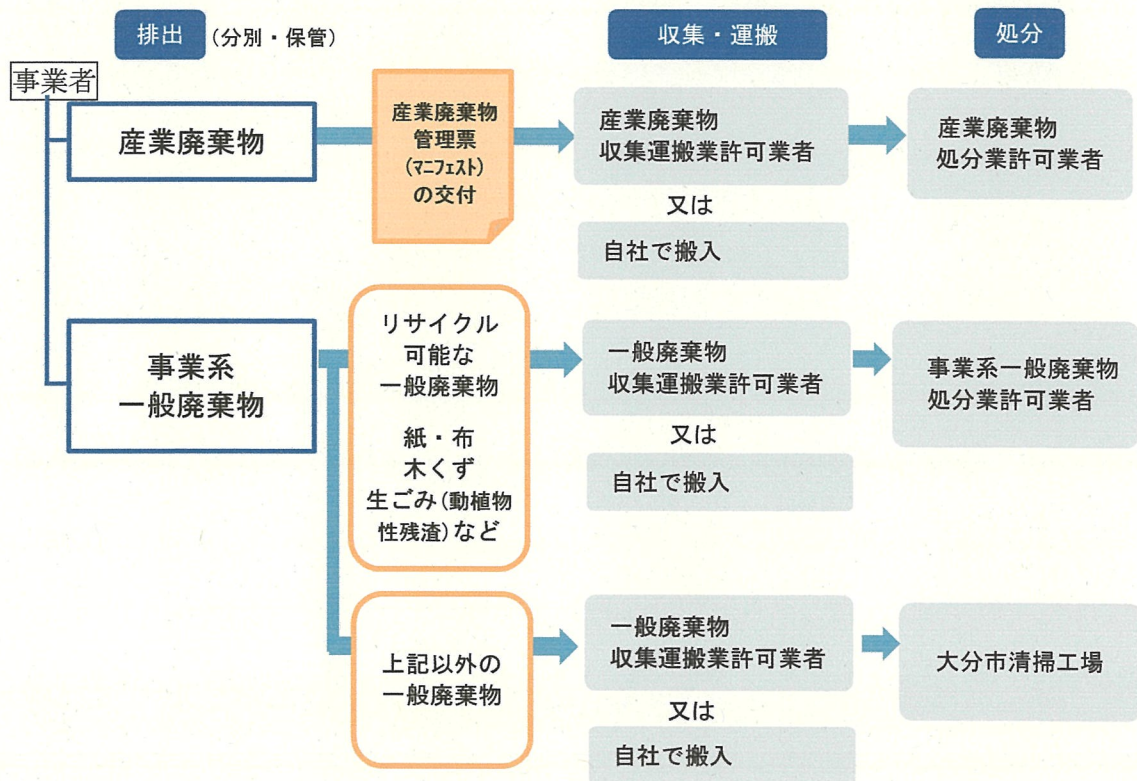 排出 (分別・保管)
収集・運搬
処分
事業者
産業廃棄物
産業廃棄物
管理票
(マニフェスト)
の交付
産業廃棄物
収集運搬業許可業者
又は
自社で搬入
産業廃棄物
処分業許可業者
事業系
一般廃棄物
リサイクル
可能な
一般廃棄物
紙・布
木くず
生ごみ(動植物
性残渣)など
一般廃棄物
収集運搬業許可業者
又は
自社で搬入
事業系一般廃棄物
処分業許可業者
上記以外の
一般廃棄物
一般廃棄物
収集運搬業許可業者
又は
自社で搬入
大分市清掃工場